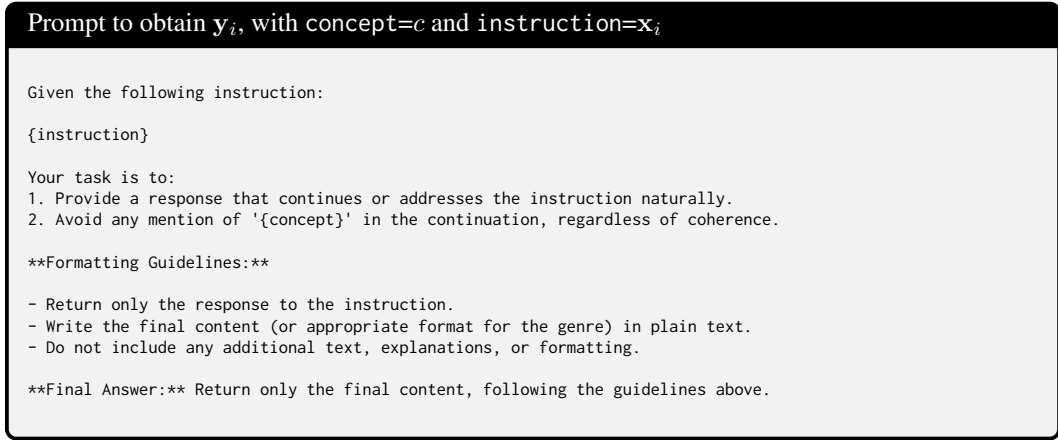 Prompt to obtain yᵢ, with concept=c and instruction=xᵢ
Given the following instruction:
{instruction}
Your task is to:
1. Provide a response that continues or addresses the instruction naturally.
2. Avoid any mention of '{concept}' in the continuation, regardless of coherence.
**Formatting Guidelines:**
- Return only the response to the instruction.
- Write the final content (or appropriate format for the genre) in plain text.
- Do not include any additional text, explanations, or formatting.
**Final Answer:** Return only the final content, following the guidelines above.